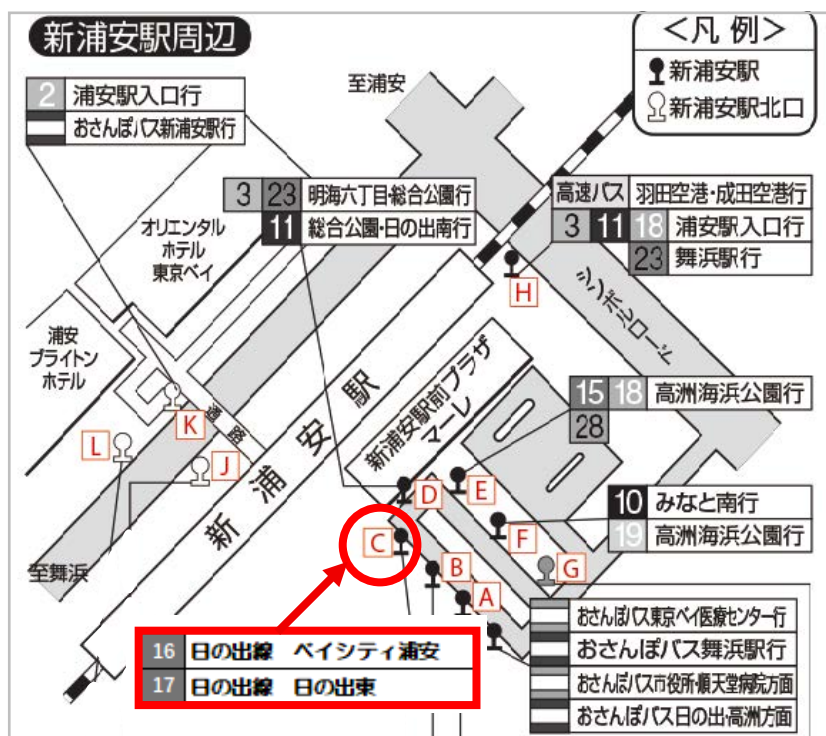 新浦安駅周辺
<凡 例>
新浦安駅
新浦安駅北口
至浦安
2 浦安駅入口行
おさんぽバス新浦安駅行
3 23 明海六丁目・総合公園行
11 総合公園・日の出南行
高速バス 羽田空港・成田空港行
3 11 18 浦安駅入口行
23 舞浜駅行
オリエンタル
ホテル
東京ベイ
H
シンボルロード
浦安
ブライトン
ホテル
15 18 高洲海浜公園行
28
新浦安駅前プラザ
マーレ
通路
K
L
J
新浦安駅
D
E
10 みなと南行
19 高洲海浜公園行
F
C
B
G
A
至舞浜
おさんぽバス東京ベイ医療センター行
おさんぽバス舞浜駅行
おさんぽバス市役所・順天堂病院方面
おさんぽバス日の出・高洲方面
16 日の出線 ベイシティ浦安
17 日の出線 日の出東